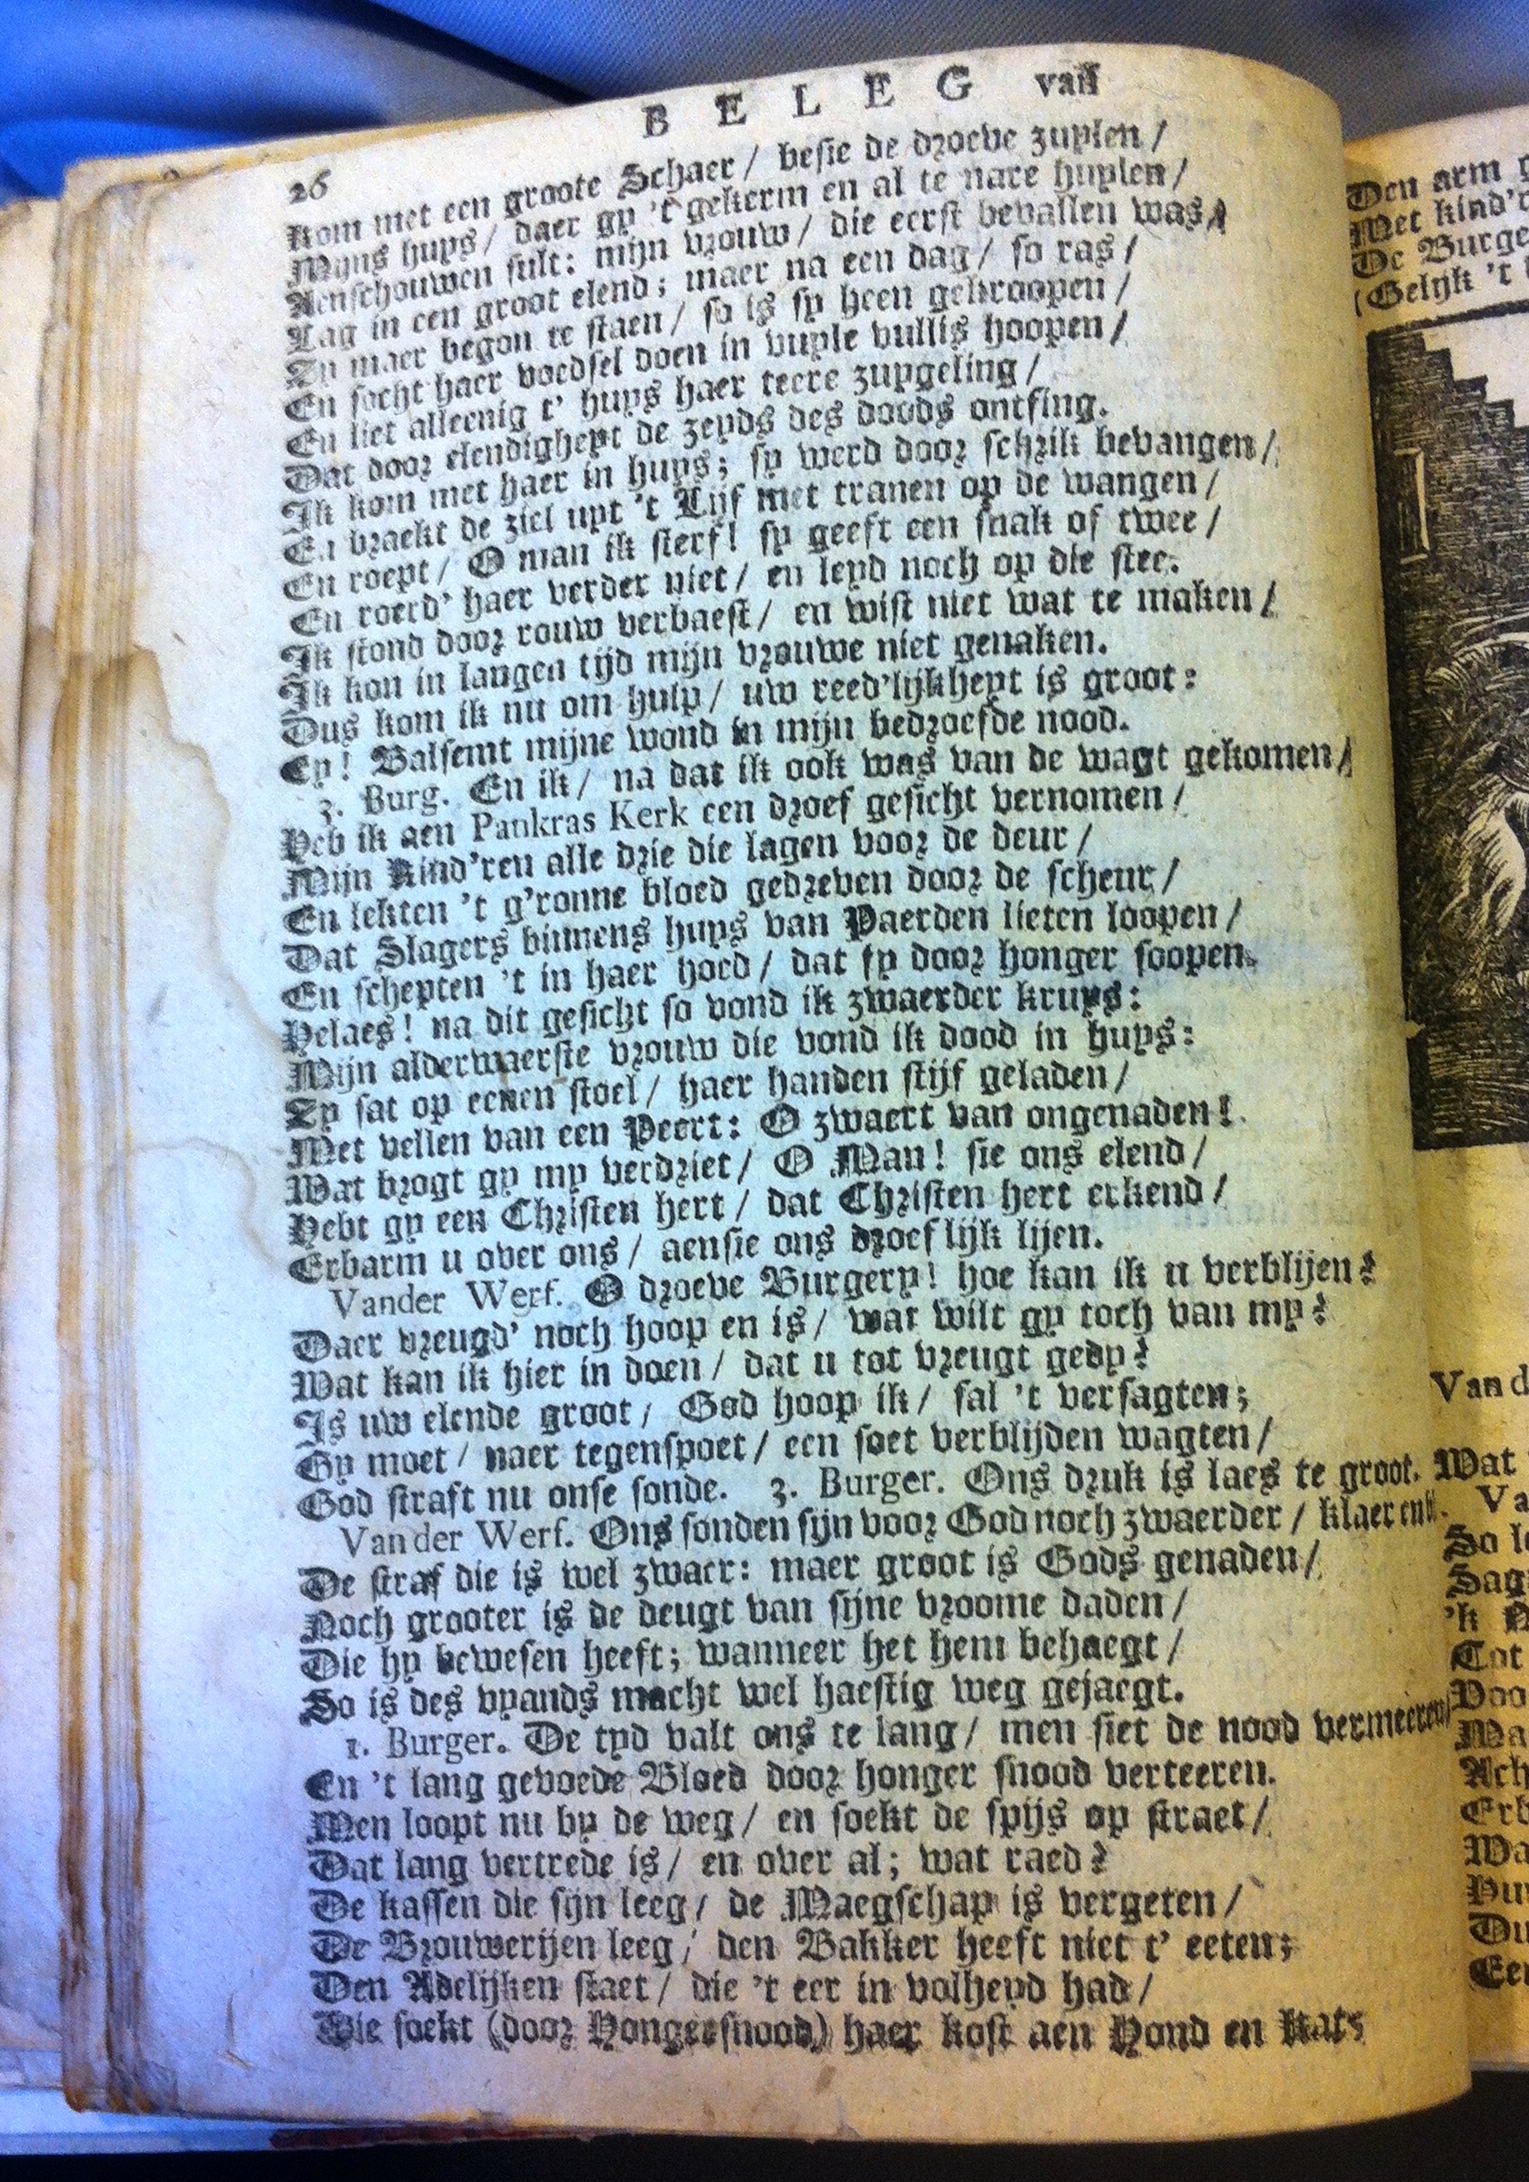 26 BELEG van
Kom met een groote Schaer / besie de droeve zuylen /
Mijns huys / daer gy 't gekerm en al te nare huylen /
Aenschouwen sult: mijn vrouw / die eerst bevallen was /
Lag in een groot elend; maer na een dag / so ras /
Zy maer begon te staen / so is sy heen gekroopen /
En socht haer voedsel doen in vuyle vullis hoopen /
En liet alleenig t' huys haer teere zuygeling /
Dat door elendigheyt de zeyds des doods ontfing.
Ik kom met haer in huys; sy werd door schrik bevangen /
En braekt de ziel uyt 't Lijf met tranen op de wangen /
En roept / O man ik sterf! sy geeft een snak of twee /
En roerd' haer verder niet / en leyd noch op die stee.
Ik stond door rouw verbaest / en wist niet wat te maken /
Ik kon in langen tijd mijn vrouwe niet genaken.
Dus kom ik nu om hulp / uw reed'lijkheyt is groot:
Ey! Balsemt mijne wond in mijn bedroefde nood.
3. Burg. En ik / na dat ik ook was van de wagt gekomen /
Heb ik aen Pankras Kerk een droef gesicht vernomen /
Mijn Kind'ren alle drie die lagen voor de deur /
En lekten 't g'ronne bloed gedreven door de scheur /
Dat Slagers binnens huys van Paerden lieten loopen /
En schepten 't in haer hoed / dat sy door honger soopen.
Helaes! na dit gesicht so vond ik zwaerder kruys:
Mijn alderwaerste vrouw die vond ik dood in huys:
Zy sat op eenen stoel / haer handen stijf geladen /
Met vellen van een Peert: O zwaert van ongenaden!
Wat brogt gy my verdriet / O Man! sie ons elend /
Hebt gy een Christen hert / dat Christen hert erkend /
Erbarm u over ons / aensie ons droeflijk lijen.
Vander Werf. O droeve Burgery! hoe kan ik u verblijen?
Daer vreugd' noch hoop en is / wat wilt gy toch van my?
Wat kan ik hier in doen / dat u tot vreugt gedy?
Is uw elende groot / God hoop ik / sal 't versagten;
Gy moet / naer tegenspoet / een soet verblijden wagten /
God straft nu onse sonde. 3. Burger. Ons druk is laes te groot.
Van der Werf. Ons sonden sijn voor God noch zwaerder / klaer en
De straf die is wel zwaer: maer groot is Gods genaden /
Noch grooter is de deugt van sijne vroome daden /
Die hy bewesen heeft; wanneer het hem behaegt /
So is des vyands macht wel haestig weg gejaegt.
1. Burger. De tyd valt ons te lang / men siet de nood vermeeren /
En 't lang gevoede Bloed door honger snood verteeren.
Men loopt nu by de weg / en soekt de spijs op straet /
Dat lang vertrede is / en over al; wat raed?
De kassen die sijn leeg / de Maegschap is vergeten /
De Brouwerijen leeg / den Bakker heeft niet t' eeten;
Den Adelijken staet / die 't eer in volheyd had /
Die soekt (door Hongersnood) haer kost aen Hond en Kat:
Den arm
Met kind'r
De Burge
(Gelijk 't
Van d
Wat
Va
So l
Sag
'k
Tot
Voo
Ma
Ach
Erb
Wa
Hur
Du
Een